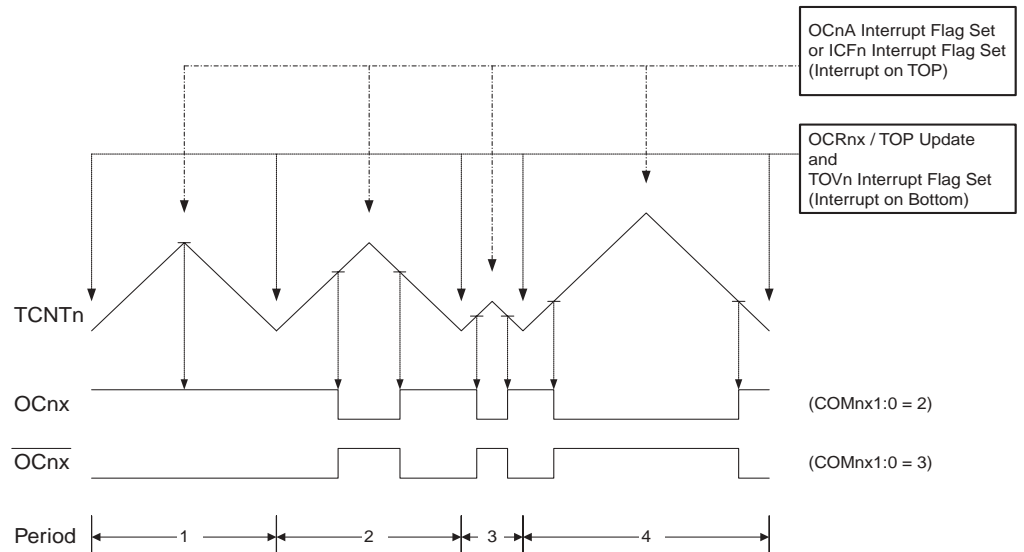 OCnA Interrupt Flag Set
or ICFn Interrupt Flag Set
(Interrupt on TOP)
OCRnx / TOP Update
and
TOVn Interrupt Flag Set
(Interrupt on Bottom)
TCNTn
OCnx
(COMnx1:0 = 2)
OCnx
(COMnx1:0 = 3)
Period 1 2 3 4